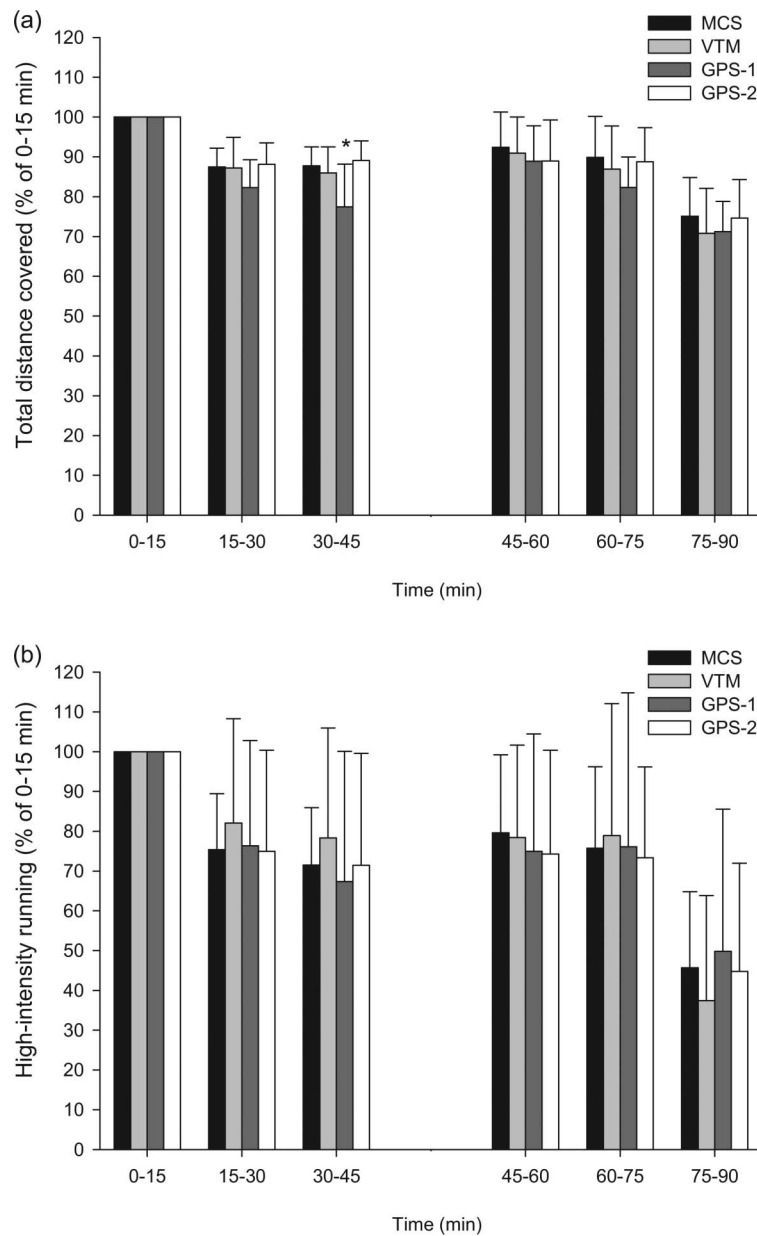 (a)
MCS
VTM
GPS-1
GPS-2
Total distance covered (% of 0-15 min)
120
110
100
90
80
70
60
50
40
30
20
10
0
*
0-15 15-30 30-45 45-60 60-75 75-90
Time (min)
(b)
MCS
VTM
GPS-1
GPS-2
High-intensity running (% of 0-15 min)
120
110
100
90
80
70
60
50
40
30
20
10
0
0-15 15-30 30-45 45-60 60-75 75-90
Time (min)